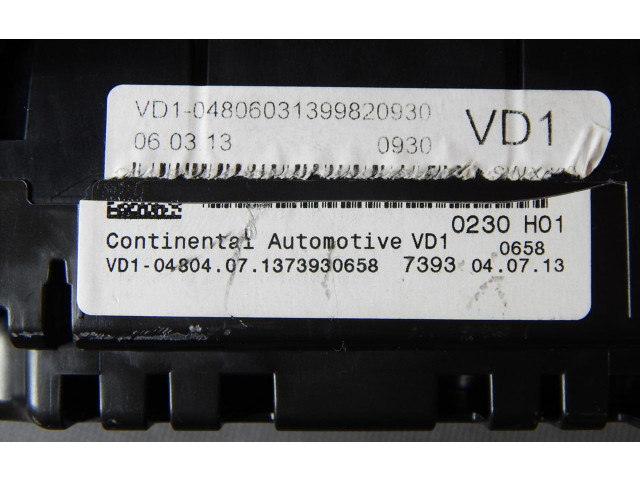 VD1-04806031399820930
VD1
06 03 13 0930
0230 H01
Continental Automotive VD1 0658
VD1-04804.07.1373930658 7393 04.07.13